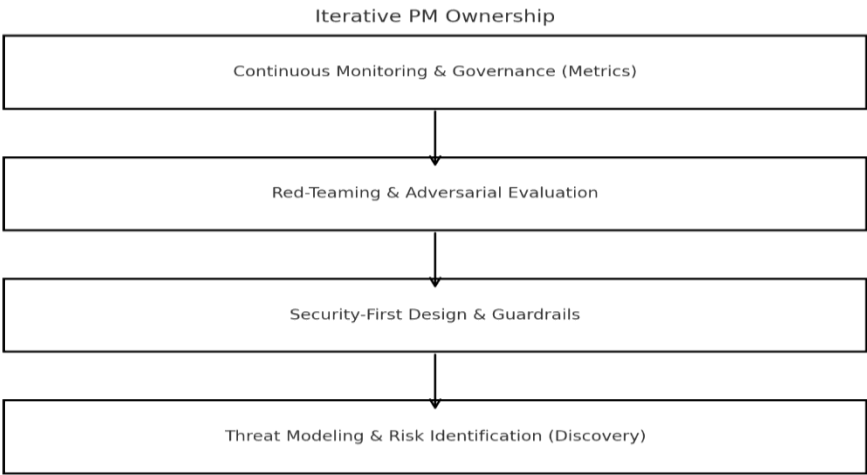 Iterative PM Ownership
Continuous Monitoring & Governance (Metrics)
Red-Teaming & Adversarial Evaluation
Security-First Design & Guardrails
Threat Modeling & Risk Identification (Discovery)